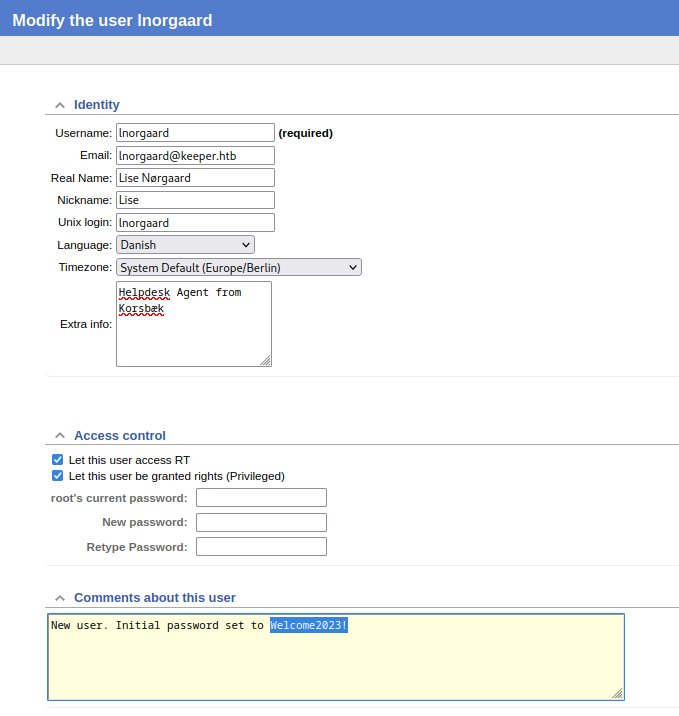 Modify the user lnorgaard
Identity
Username: lnorgaard (required)
Email: lnorgaard@keeper.htb
Real Name: Lise Nørgaard
Nickname: Lise
Unix login: lnorgaard
Language: Danish
Timezone: System Default (Europe/Berlin)
Extra info: Helpdesk Agent from
Korsbæk
Access control
Let this user access RT
Let this user be granted rights (Privileged)
root's current password:
New password:
Retype Password:
Comments about this user
New user. Initial password set to Welcome2023!